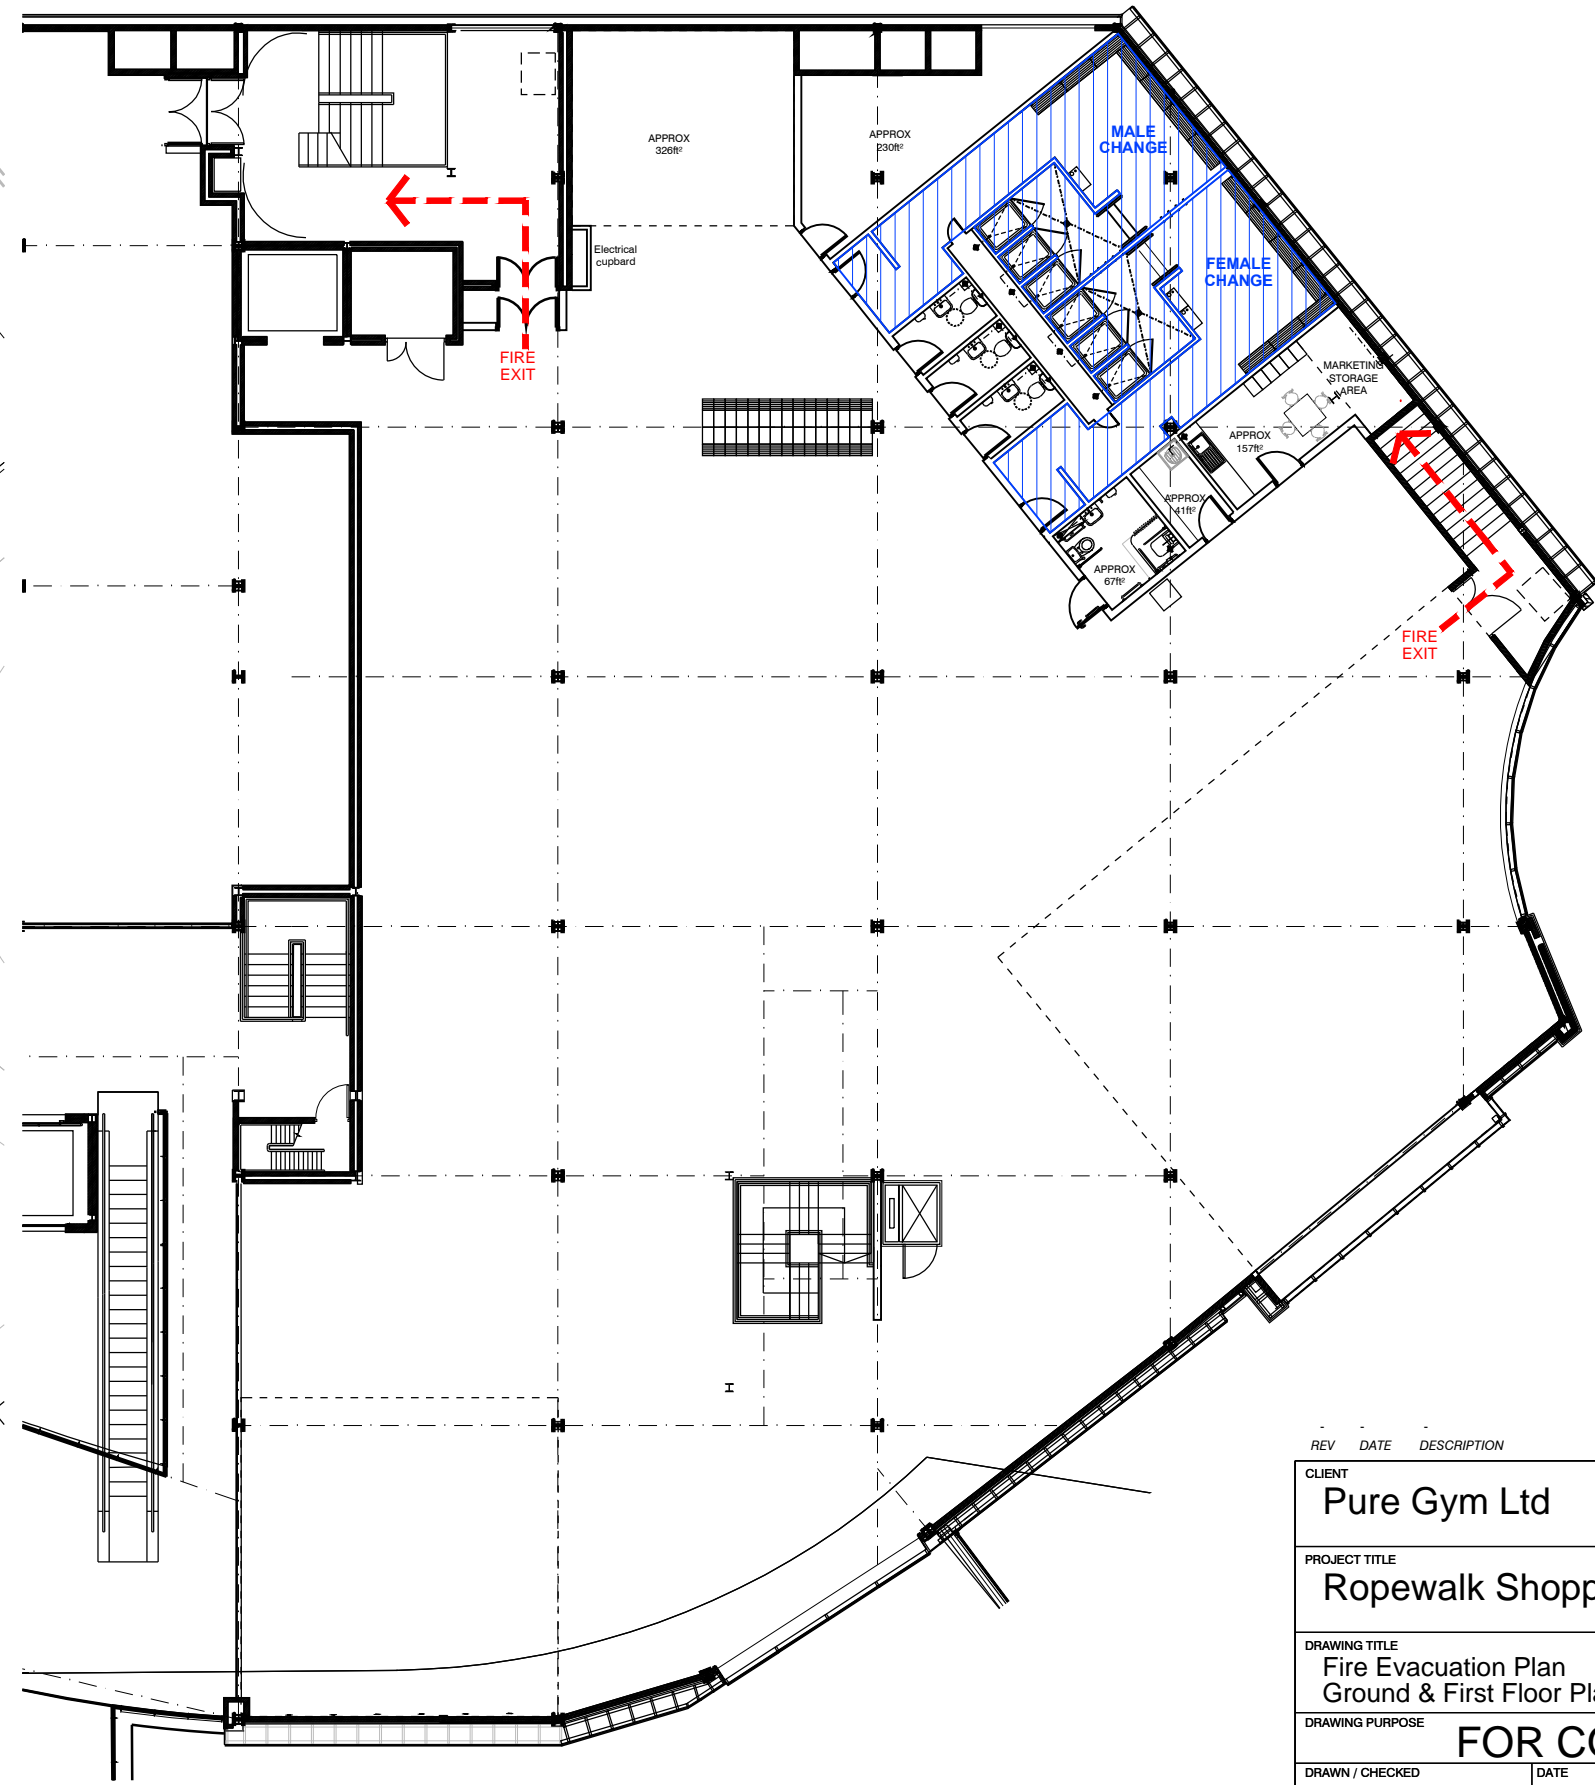 APPROX
326ft²
APPROX
230ft²
MALE
CHANGE
Electrical
cupbard
FEMALE
CHANGE
FIRE
EXIT
MARKETING
STORAGE
AREA
APPROX
157ft²
APPROX
41ft²
APPROX
67ft²
FIRE
EXIT
REV DATE DESCRIPTION
CLIENT
Pure Gym Ltd
PROJECT TITLE
Ropewalk Shopp
DRAWING TITLE
Fire Evacuation Plan
Ground & First Floor Pla
DRAWING PURPOSE
FOR CO
DRAWN / CHECKED
DATE